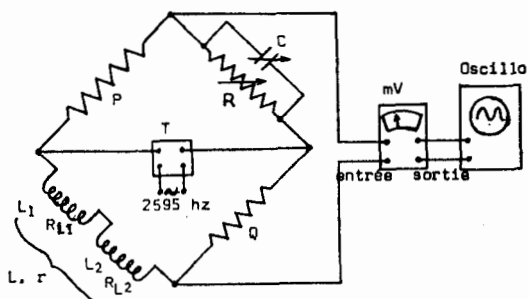 C
Oscillo
P
R
mV
T
entrée sortie
2595 hz
L1
RL1
Q
L2
RL2
L, r